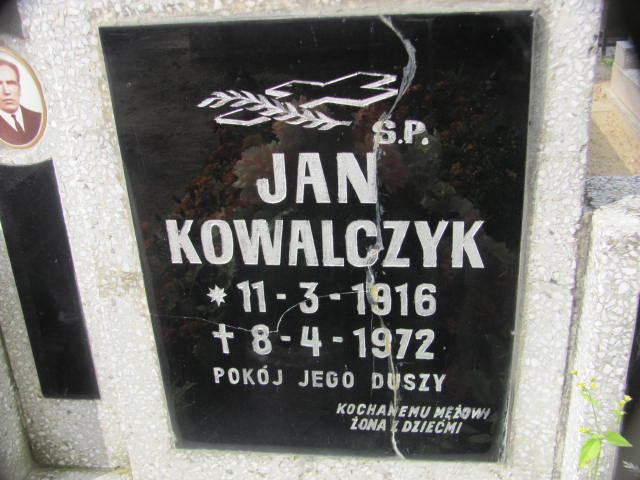 Ś.P.
JAN
KOWALCZYK
* 11-3-1916
✝ 8-4-1972
POKÓJ JEGO DUSZY
KOCHANEMU MĘŻOWI
ŻONA Z DZIEĆMI